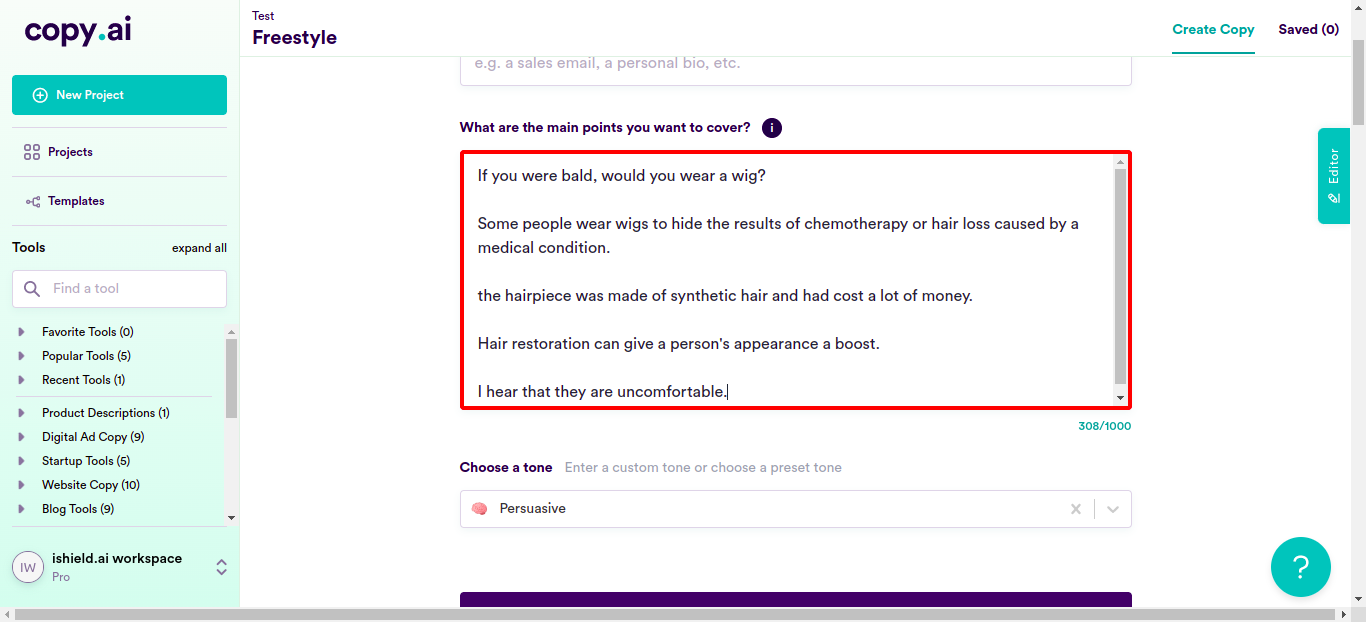 copy.ai
Test
Freestyle
Create Copy
Saved (0)
New Project
Projects
Templates
Tools
expand all
Find a tool
Favorite Tools (0)
Popular Tools (5)
Recent Tools (1)
Product Descriptions (1)
Digital Ad Copy (9)
Startup Tools (5)
Website Copy (10)
Blog Tools (9)
IW
ishield.ai workspace
Pro
e.g. a sales email, a personal bio, etc.
What are the main points you want to cover?
i
If you were bald, would you wear a wig?
Some people wear wigs to hide the results of chemotherapy or hair loss caused by a
medical condition.
the hairpiece was made of synthetic hair and had cost a lot of money.
Hair restoration can give a person's appearance a boost.
I hear that they are uncomfortable.
308/1000
Choose a tone
Enter a custom tone or choose a preset tone
Persuasive
Editor
?